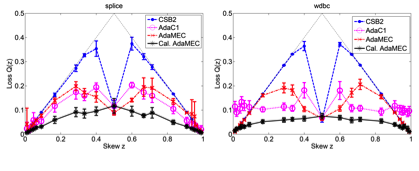 splice
Loss Q(z)
0.5
0.4
0.3
0.2
0.1
0
0
0.2
0.4
0.6
0.8
1
Skew z
CSB2
AdaC1
AdaMEC
Cal. AdaMEC
wdbc
Loss Q(z)
0.5
0.4
0.3
0.2
0.1
0
0
0.2
0.4
0.6
0.8
1
Skew z
CSB2
AdaC1
AdaMEC
Cal. AdaMEC